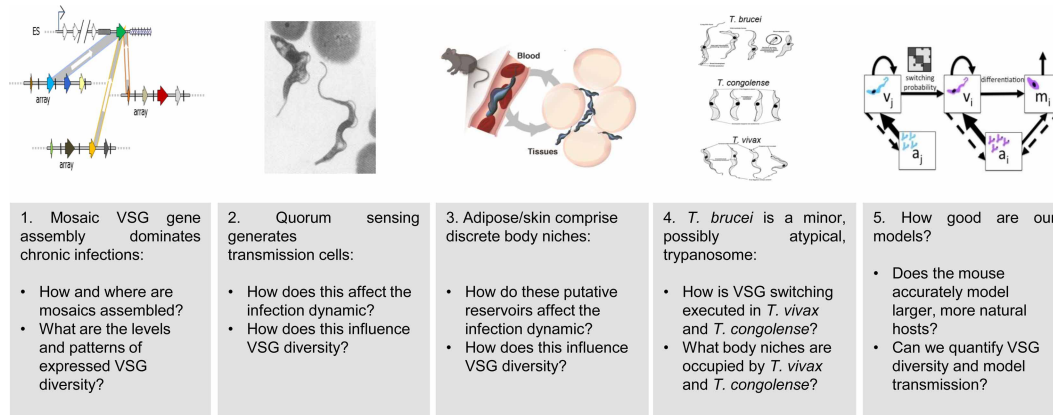 ES
array
array
array
Blood
Tissues
T. brucei
T. congolense
T. vivax
switching
probability
differentiation
vj
vi
mi
aj
ai
1. Mosaic VSG gene
assembly dominates
chronic infections:
• How and where are
mosaics assembled?
• What are the levels
and patterns of
expressed VSG
diversity?
2. Quorum sensing
generates
transmission cells:
• How does this affect the
infection dynamic?
• How does this influence
VSG diversity?
3. Adipose/skin comprise
discrete body niches:
• How do these putative
reservoirs affect the
infection dynamic?
• How does this influence
VSG diversity?
4. T. brucei is a minor,
possibly atypical,
trypanosome:
• How is VSG switching
executed in T. vivax
and T. congolense?
• What body niches are
occupied by T. vivax
and T. congolense?
5. How good are our
models?
• Does the mouse
accurately model
larger, more natural
hosts?
• Can we quantify VSG
diversity and model
transmission?